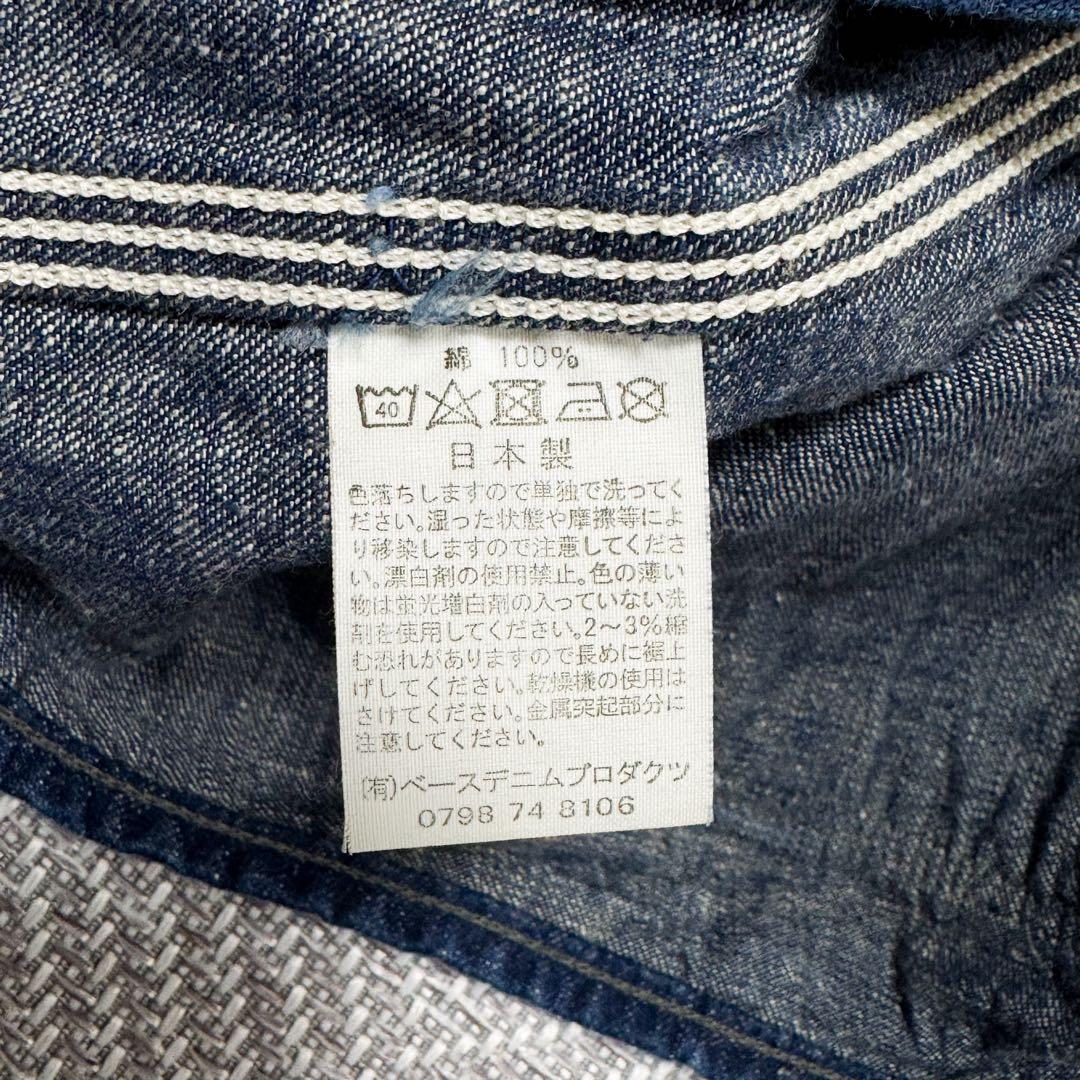 綿 100%
40
日本製
色落ちしますので単独で洗ってく
ださい。湿った状態や摩擦等によ
り移染しますので注意してくださ
い。漂白剤の使用禁止。色の薄い
物は蛍光増白剤の入っていない洗
剤を使用してください。2〜3%縮
む恐れがありますので長めに裾上
げしてください。乾燥機の使用は
さけてください。金属突起部分に
注意してください。
(有)ベースデニムプロダクツ
0798 74 8106